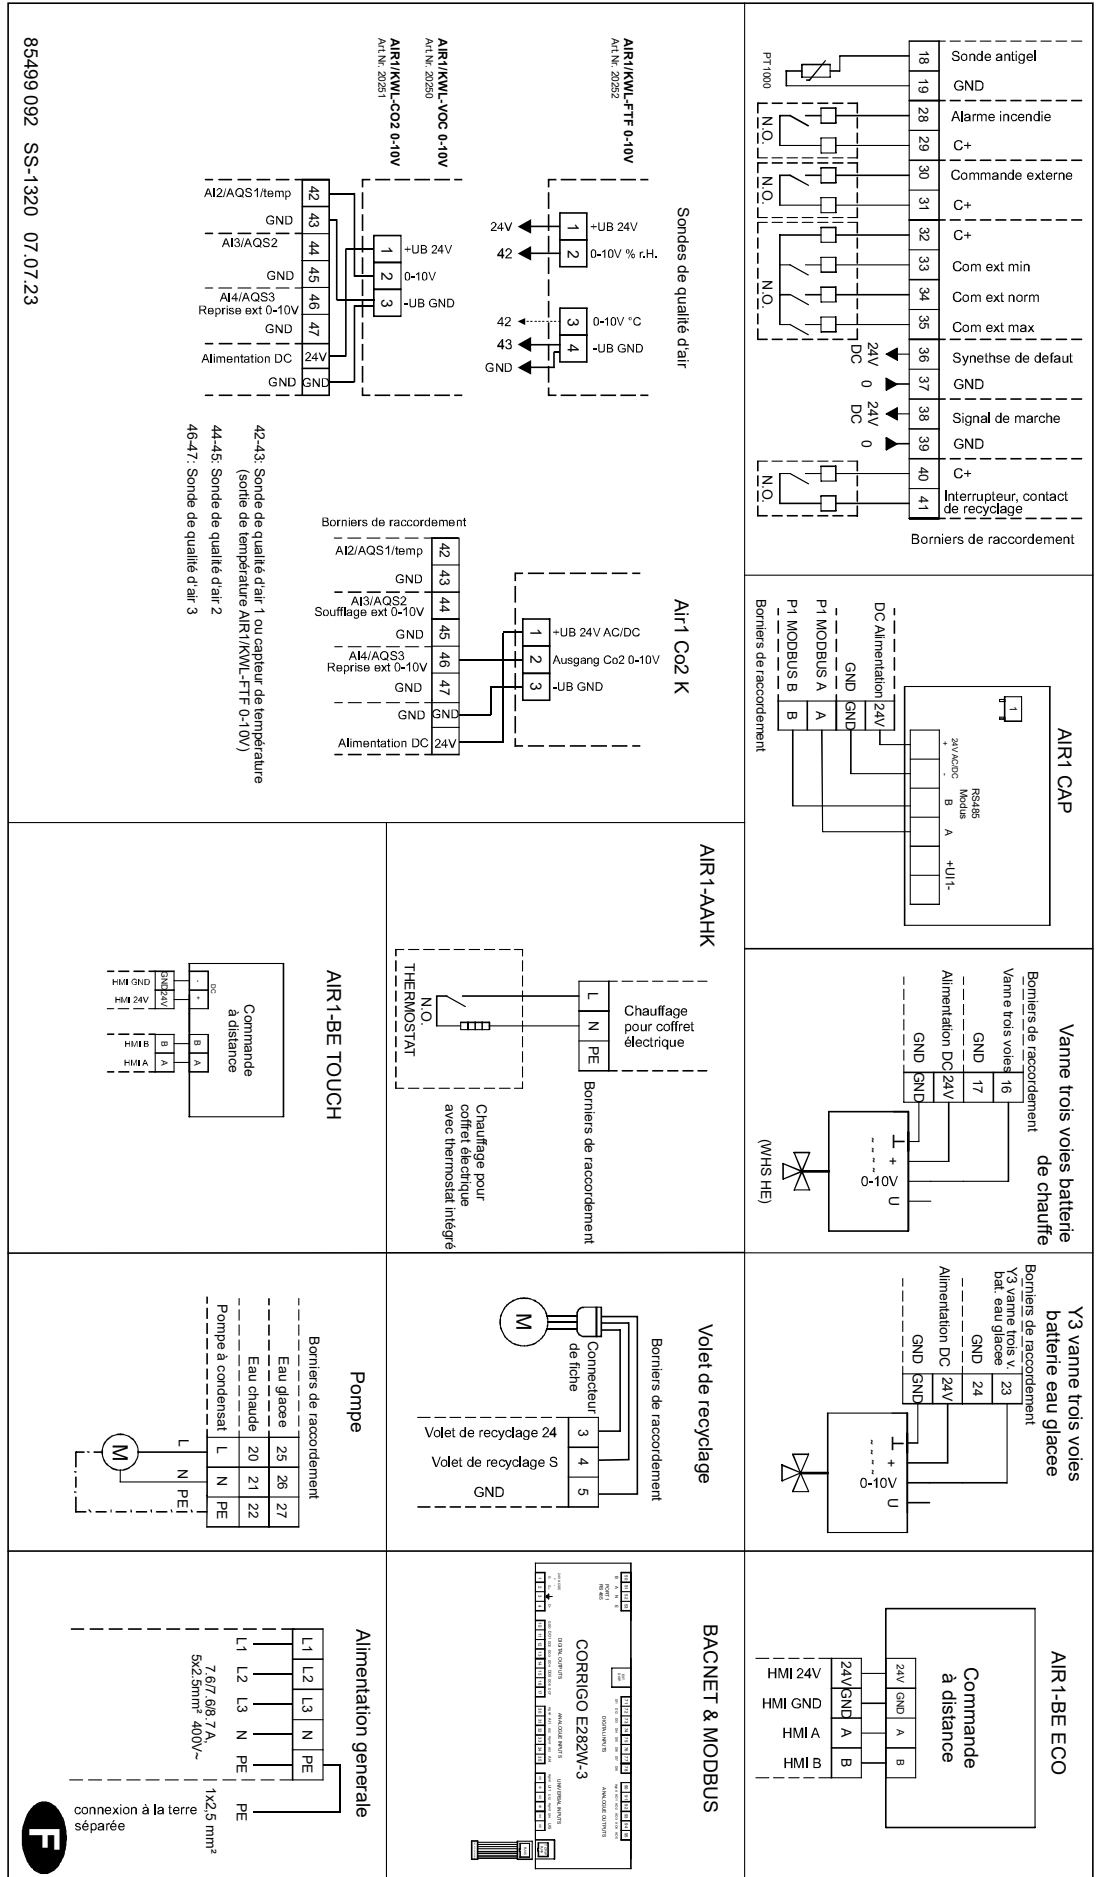 18
Sonde antigel
19
GND
PT1000
28
Alarme incendie
29
C+
N.O.
30
Commande externe
31
C+
N.O.
32
C+
33
Com ext min
34
Com ext norm
35
Com ext max
N.O.
36
Synethse de defaut
24V
DC
37
GND
0
38
Signal de marche
24V
DC
39
GND
0
40
C+
41
Interrupteur, contact
de recyclage
N.O.
Borniers de raccordement
Sondes de qualité d'air
AIR1/KWL-FTF 0-10V
Art.Nr. 20252
24V
1
+UB 24V
42
2
0-10V % r.H.
42
3
0-10V °C
43
4
-UB GND
GND
AIR1/KWL-VOC 0-10V
Art.Nr. 20250
AIR1/KWL-CO2 0-10V
Art.Nr. 20251
AI2/AQS1/temp
42
GND
43
AI3/AQS2
44
GND
45
AI4/AQS3
Reprise ext 0-10V
46
GND
47
Alimentation DC
24V
GND
GND
1
+UB 24V
2
0-10V
3
-UB GND
42-43: Sonde de qualité d'air 1 ou capteur de température
(sortie de température AIR1/KWL-FTF 0-10V)
44-45: Sonde de qualité d'air 2
46-47: Sonde de qualité d'air 3
85499 092 SS-1320 07.07.23
Air1 Co2 K
Borniers de raccordement
AI2/AQS1/temp
42
GND
43
AI3/AQS2
Soufflage ext 0-10V
44
GND
45
AI4/AQS3
Reprise ext 0-10V
46
GND
47
GND
GND
Alimentation DC
24V
1
+UB 24V AC/DC
2
Ausgang Co2 0-10V
3
-UB GND
AIR1 CAP
1
24V AC/DC
+
-
RS485
Modus
B
A
+UI1-
DC Alimentation
24V
GND
GND
P1 MODBUS A
A
P1 MODBUS B
B
Borniers de raccordement
AIR1-AAHK
L
N
PE
Chauffage
pour coffret
électrique
Borniers de raccordement
N.O.
THERMOSTAT
Chauffage pour
coffret électrique
avec thermostat intégré
AIR1-BE TOUCH
Commande
à distance
DC
-
+
HMI GND
GND
HMI 24V
24V
HMI B
B
B
HMI A
A
A
Vanne trois voies batterie
de chauffe
Borniers de raccordement
Vanne trois voies
16
GND
17
Alimentation DC
24V
GND
GND
+
0-10V
U
(WHS HE)
Y3 vanne trois voies
batterie eau glacee
Borniers de raccordement
Y3 vanne trois v.
bat. eau glacee
23
GND
24
Alimentation DC
24V
GND
GND
+
0-10V
U
Volet de recyclage
Borniers de raccordement
M
Connecteur
de fiche
Volet de recyclage 24
3
Volet de recyclage S
4
GND
5
Pompe
Borniers de raccordement
Eau glacee
25
26
27
Eau chaude
20
21
22
Pompe à condensat
L
N
PE
L
N
PE
M
AIR1-BE ECO
Commande
à distance
HMI 24V
24V
24V
HMI GND
GND
GND
HMI A
A
A
HMI B
B
B
BACNET & MODBUS
CORRIGO E282W-3
PORT 1
RS 485
DIGITAL OUTPUTS
DIGITAL INPUTS
ANALOGUE INPUTS
ANALOGUE OUTPUTS
UNIVERSAL INPUTS
Alimentation generale
L1
L2
L3
N
PE
L1
L2
L3
N
PE
PE
7,6/7,6/8,7 A,
5x2,5mm² 400V~
1x2,5 mm²
connexion à la terre
séparée
F